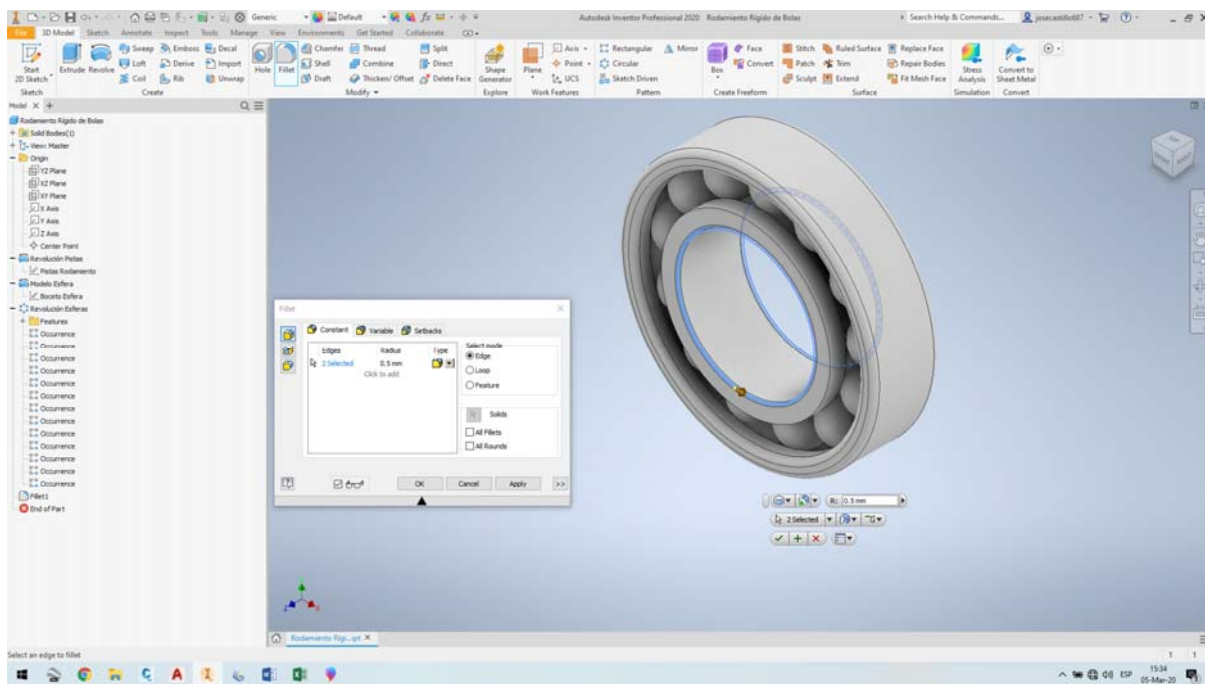 Generic
Default
Autodesk Inventor Professional 2020 Rodamiento Rígido de Bolas
Search Help & Commands...
josecastillo687
File 3D Model Sketch Annotate Inspect Tools Manage View Environments Get Started Collaborate
Start 2D Sketch
Extrude Revolve
Sweep Emboss Decal
Loft Derive Import
Coil Rib Unwrap
Hole Fillet
Chamfer Thread Split
Shell Combine Direct
Draft Thicken/ Offset Delete Face
Shape Generator
Plane
Axis
Point
UCS
Rectangular Mirror
Circular
Sketch Driven
Box
Face
Convert
Stitch Ruled Surface Replace Face
Patch Trim Repair Bodies
Sculpt Extend Fit Mesh Face
Stress Analysis
Convert to Sheet Metal
Sketch Create Modify Explore Work Features Pattern Create Freeform Surface Simulation Convert
Model
Rodamiento Rígido de Bolas
Solid Bodies(1)
View: Master
Origin
YZ Plane
XZ Plane
XY Plane
X Axis
Y Axis
Z Axis
Center Point
Revolución Pistas
Pistas Rodamiento
Modelo Esfera
Boceto Esfera
Revolución Esferas
Features
Occurrence
Occurrence
Occurrence
Occurrence
Occurrence
Occurrence
Occurrence
Occurrence
Occurrence
Occurrence
Occurrence
Occurrence
Occurrence
Fillet1
End of Part
Fillet
Constant Variable Setbacks
Edges Radius Type
2 Selected 0.5 mm
Click to add
Select mode
Edge
Loop
Feature
Solids
All Fillets
All Rounds
OK Cancel Apply >>
R: 0.5 mm
2 Selected
Rodamiento Rígi...ipt
Select an edge to fillet
1 1
ESP
15:34
05-Mar-20